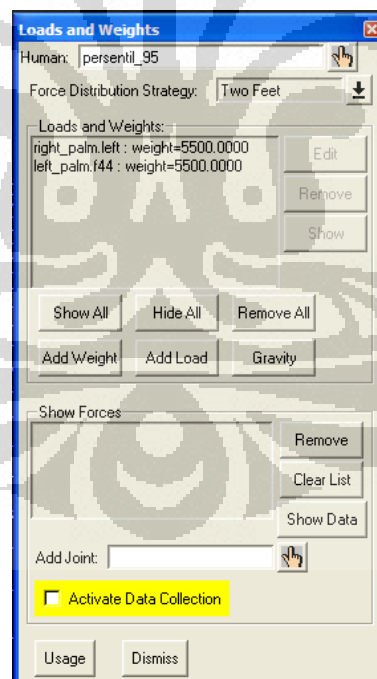 Loads and Weights
Human: persentil_95
Force Distribution Strategy: Two Feet
Loads and Weights:
right_palm.left : weight=5500.0000
left_palm.f44 : weight=5500.0000
Edit
Remove
Show
Show All Hide All Remove All
Add Weight Add Load Gravity
Show Forces
Remove
Clear List
Show Data
Add Joint:
Activate Data Collection
Usage Dismiss